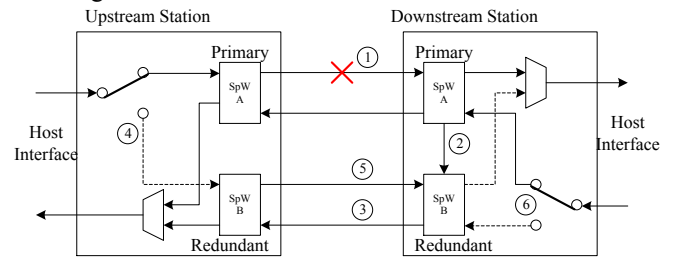 Upstream Station
Downstream Station
Primary
Primary
1
SpW
A
SpW
A
Host
Interface
4
2
Host
Interface
5
SpW
B
SpW
B
3
6
Redundant
Redundant